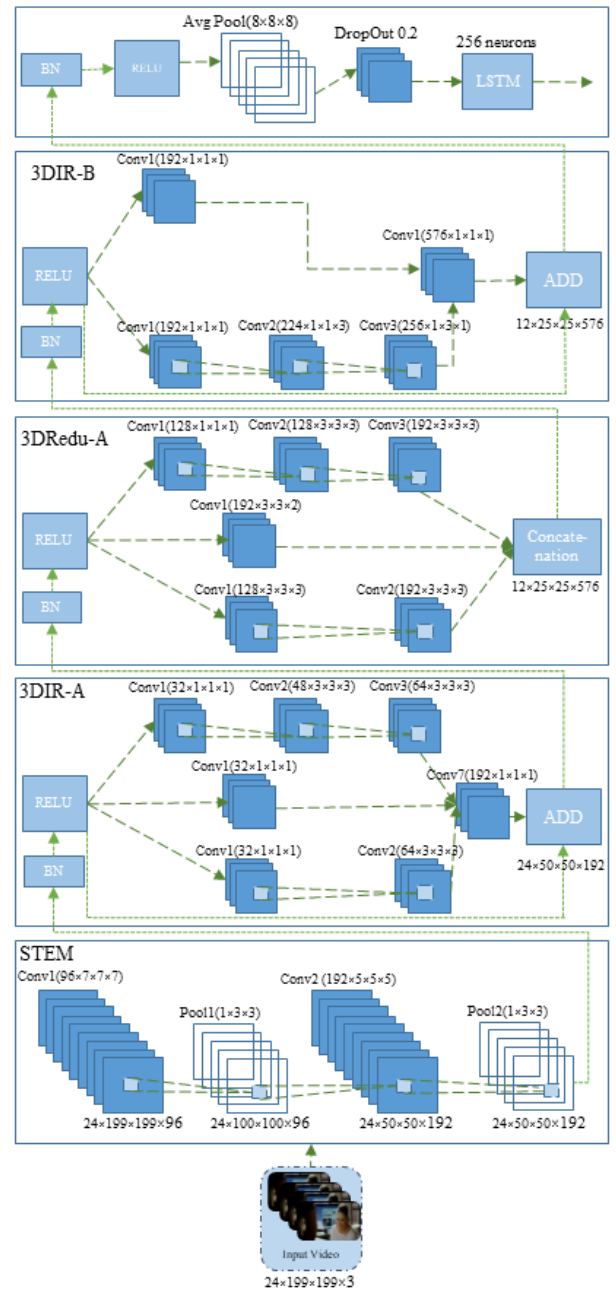 Avg Pool(8×8×8)
DropOut 0.2
256 neurons
BN
RELU
LSTM
3DIR-B
Conv1(192×1×1×1)
Conv1(576×1×1×1)
RELU
ADD
12×25×25×576
BN
Conv1(192×1×1×1)
Conv2(224×1×1×3)
Conv3(256×1×3×1)
3DRedu-A
Conv1(128×1×1×1)
Conv2(128×3×3×3)
Conv3(192×3×3×3)
Conv1(192×3×3×2)
RELU
Concate-
nation
12×25×25×576
BN
Conv1(128×3×3×3)
Conv2(192×3×3×3)
3DIR-A
Conv1(32×1×1×1)
Conv2(48×3×3×3)
Conv3(64×3×3×3)
Conv1(32×1×1×1)
Conv7(192×1×1×1)
RELU
ADD
Conv1(32×1×1×1)
Conv2(64×3×3×3)
24×50×50×192
BN
STEM
Conv1(96×7×7×7)
Pool1(1×3×3)
Conv2 (192×5×5×5)
Pool2(1×3×3)
24×199×199×96
24×100×100×96
24×50×50×192
24×50×50×192
Input Video
24×199×199×3